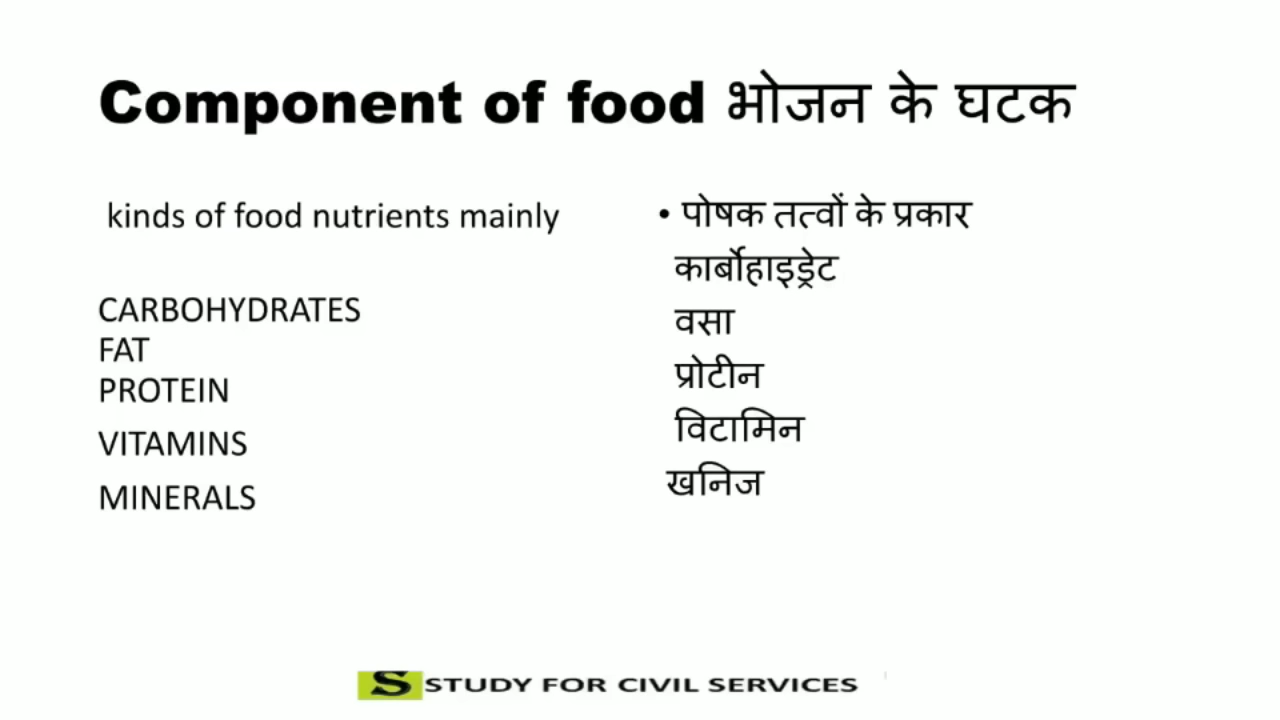 Component of food भोजन के घटक
kinds of food nutrients mainly
CARBOHYDRATES
FAT
PROTEIN
VITAMINS
MINERALS
• पोषक तत्वों के प्रकार
कार्बोहाइड्रेट
वसा
प्रोटीन
विटामिन
खनिज
S STUDY FOR CIVIL SERVICES